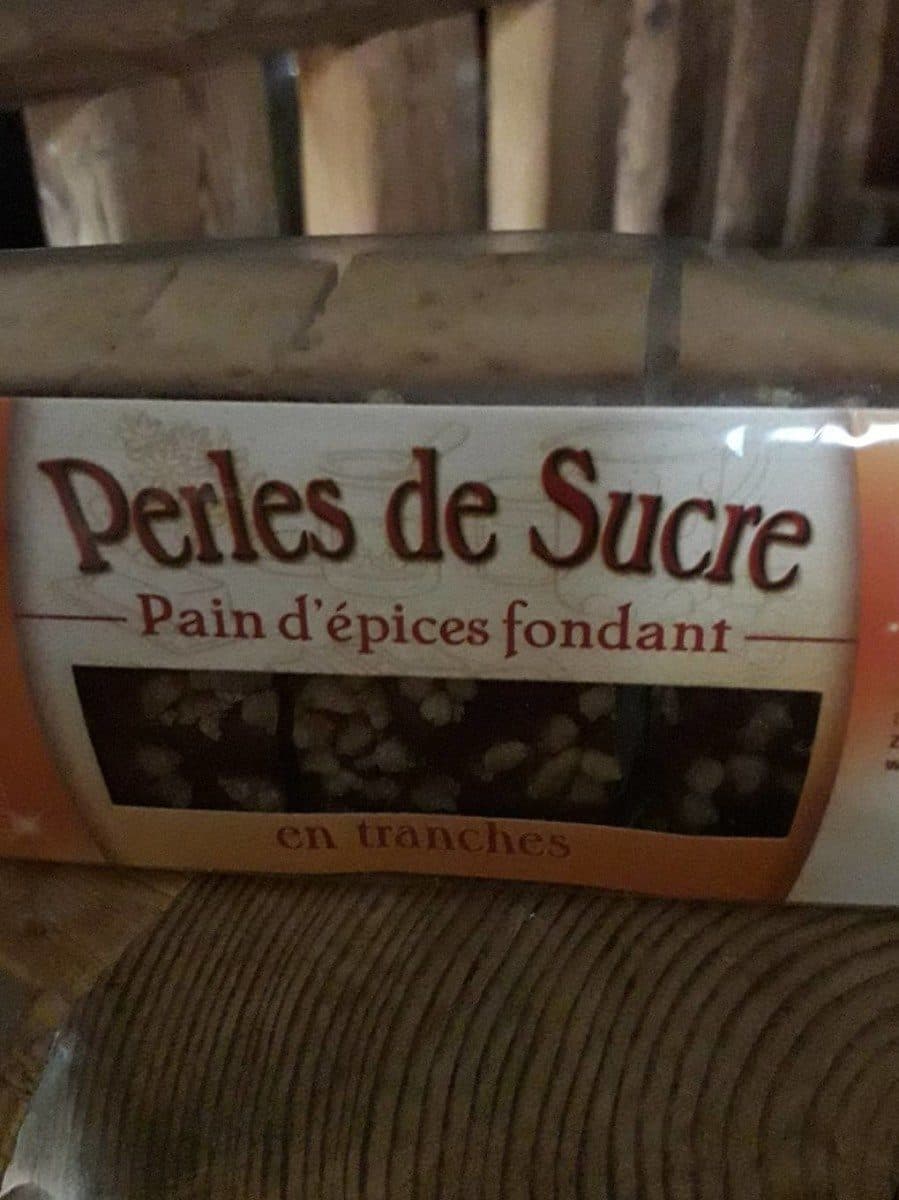 Perles de Sucre
Pain d'épices fondant
en tranches